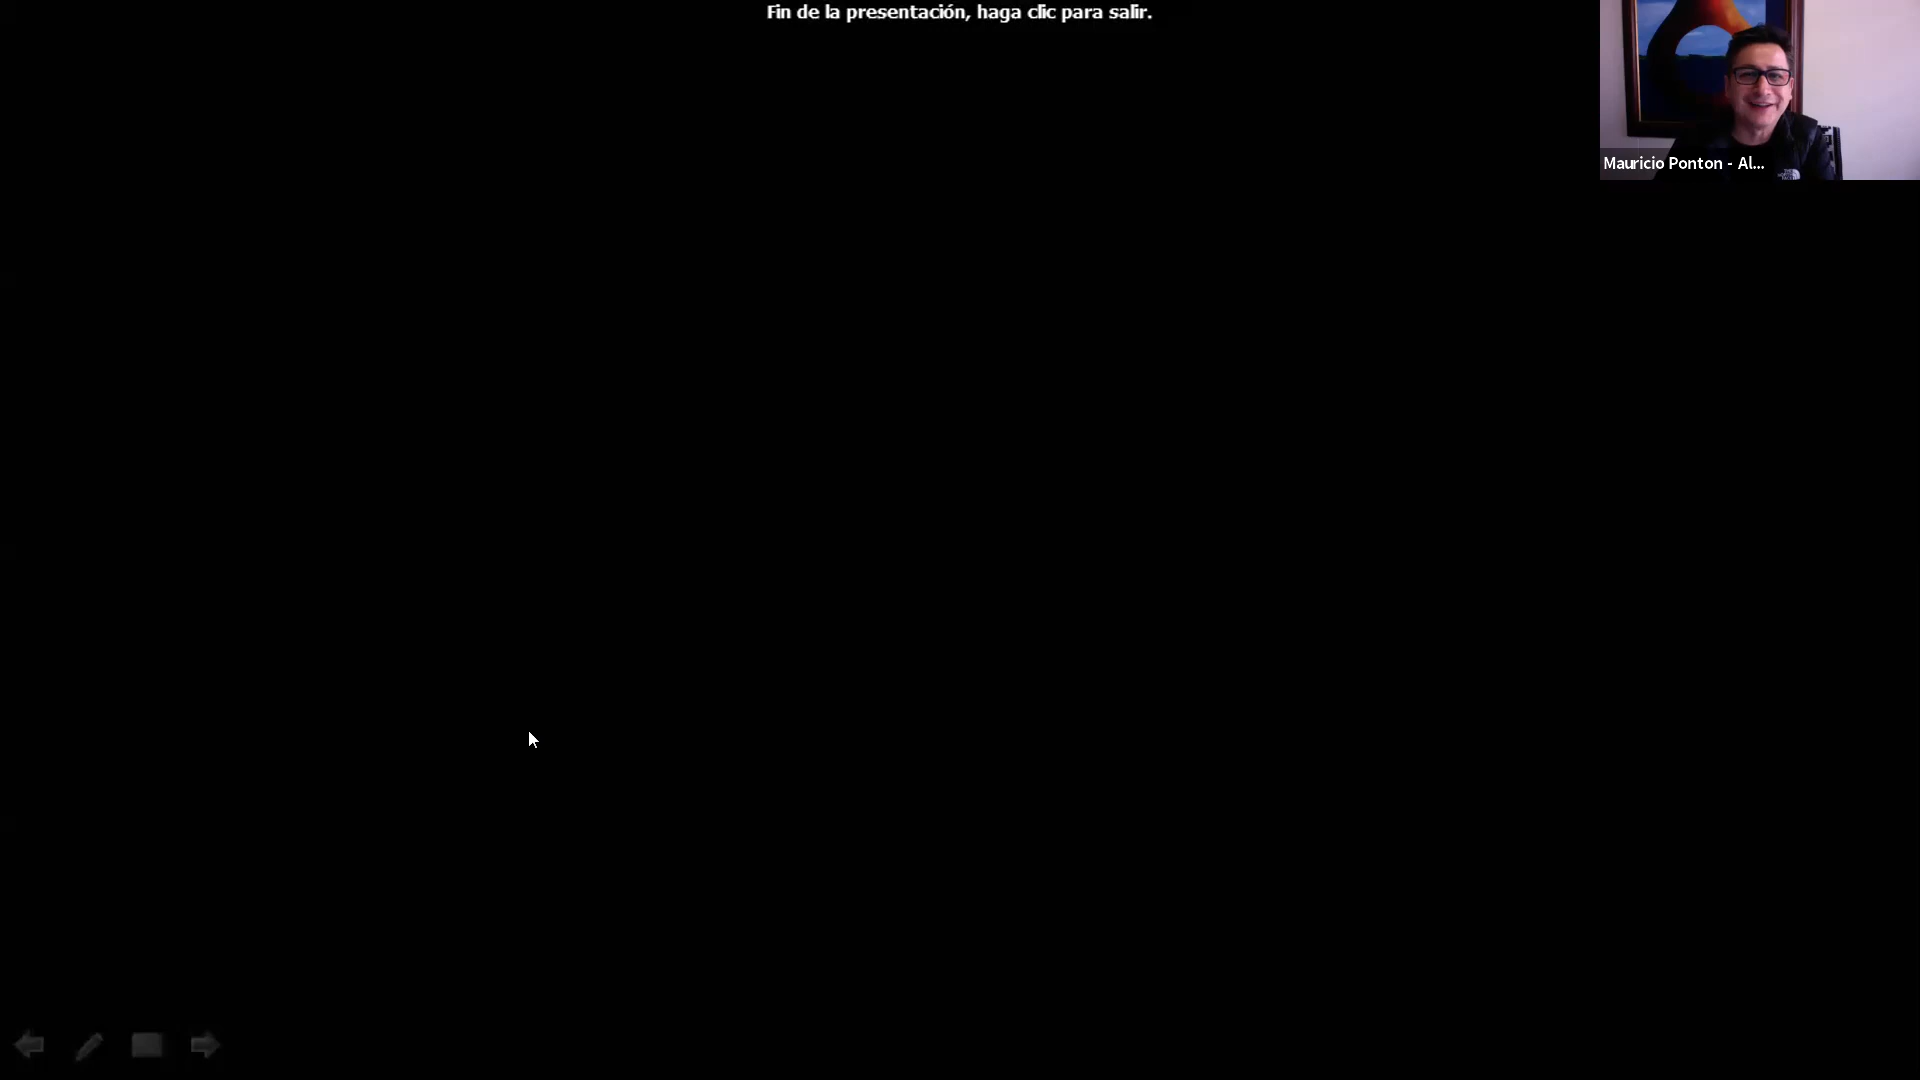 Fin de la presentación, haga clic para salir.
Mauricio Ponton - Al...